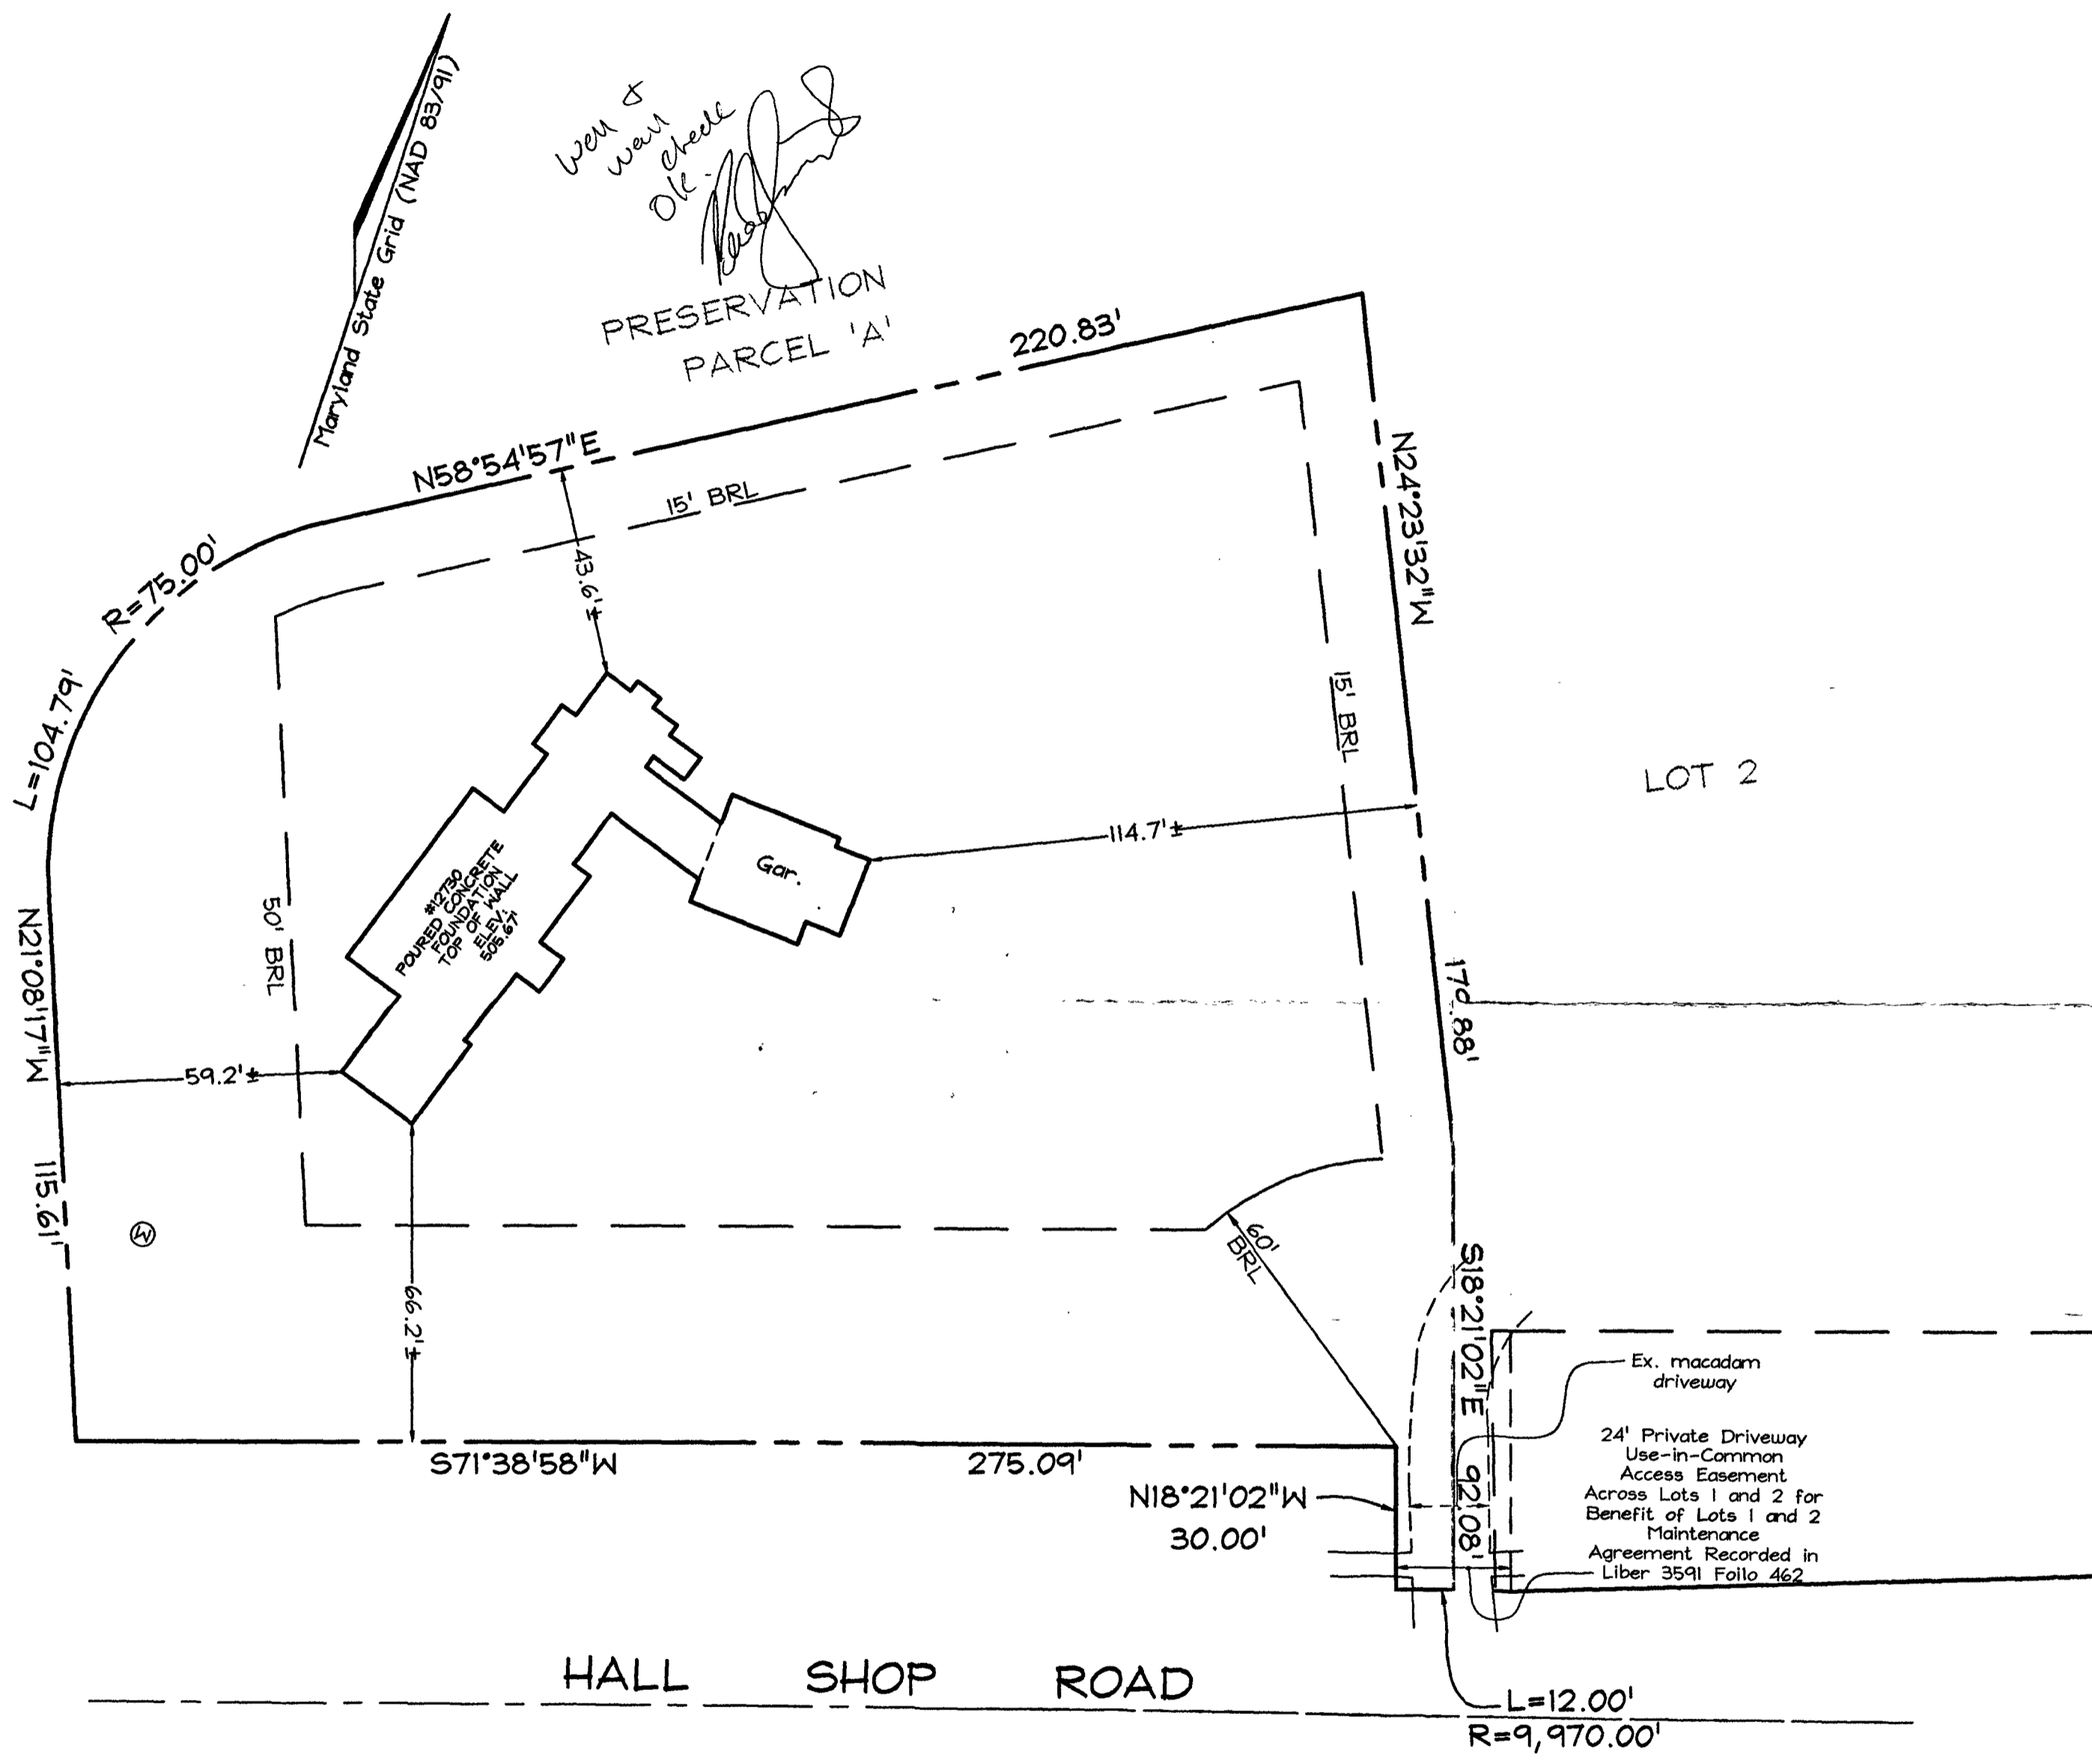 Maryland State Grid (NAD 83/91)
Well &
Wall
check
OK -
PRESERVATION
PARCEL 'A'
220.83'
N58°54'57"E
15' BRL
43.6'±
R=75.00'
L=104.79'
N24°23'32"W
15' BRL
LOT 2
114.7'±
Gar.
#12730
POURED CONCRETE
FOUNDATION
TOP OF WALL
ELEV:
505.67'
50' BRL
N21°08'17"W
115.61'
59.2'±
170.88'
W
66.2'±
60'
BRL
S18°21'02"E
92.08'
Ex. macadam
driveway
24' Private Driveway
Use-in-Common
Access Easement
Across Lots 1 and 2 for
Benefit of Lots 1 and 2
Maintenance
Agreement Recorded in
Liber 3591 Foilo 462
S71°38'58"W
275.09'
N18°21'02"W
30.00'
HALL SHOP ROAD
L=12.00'
R=9,970.00'